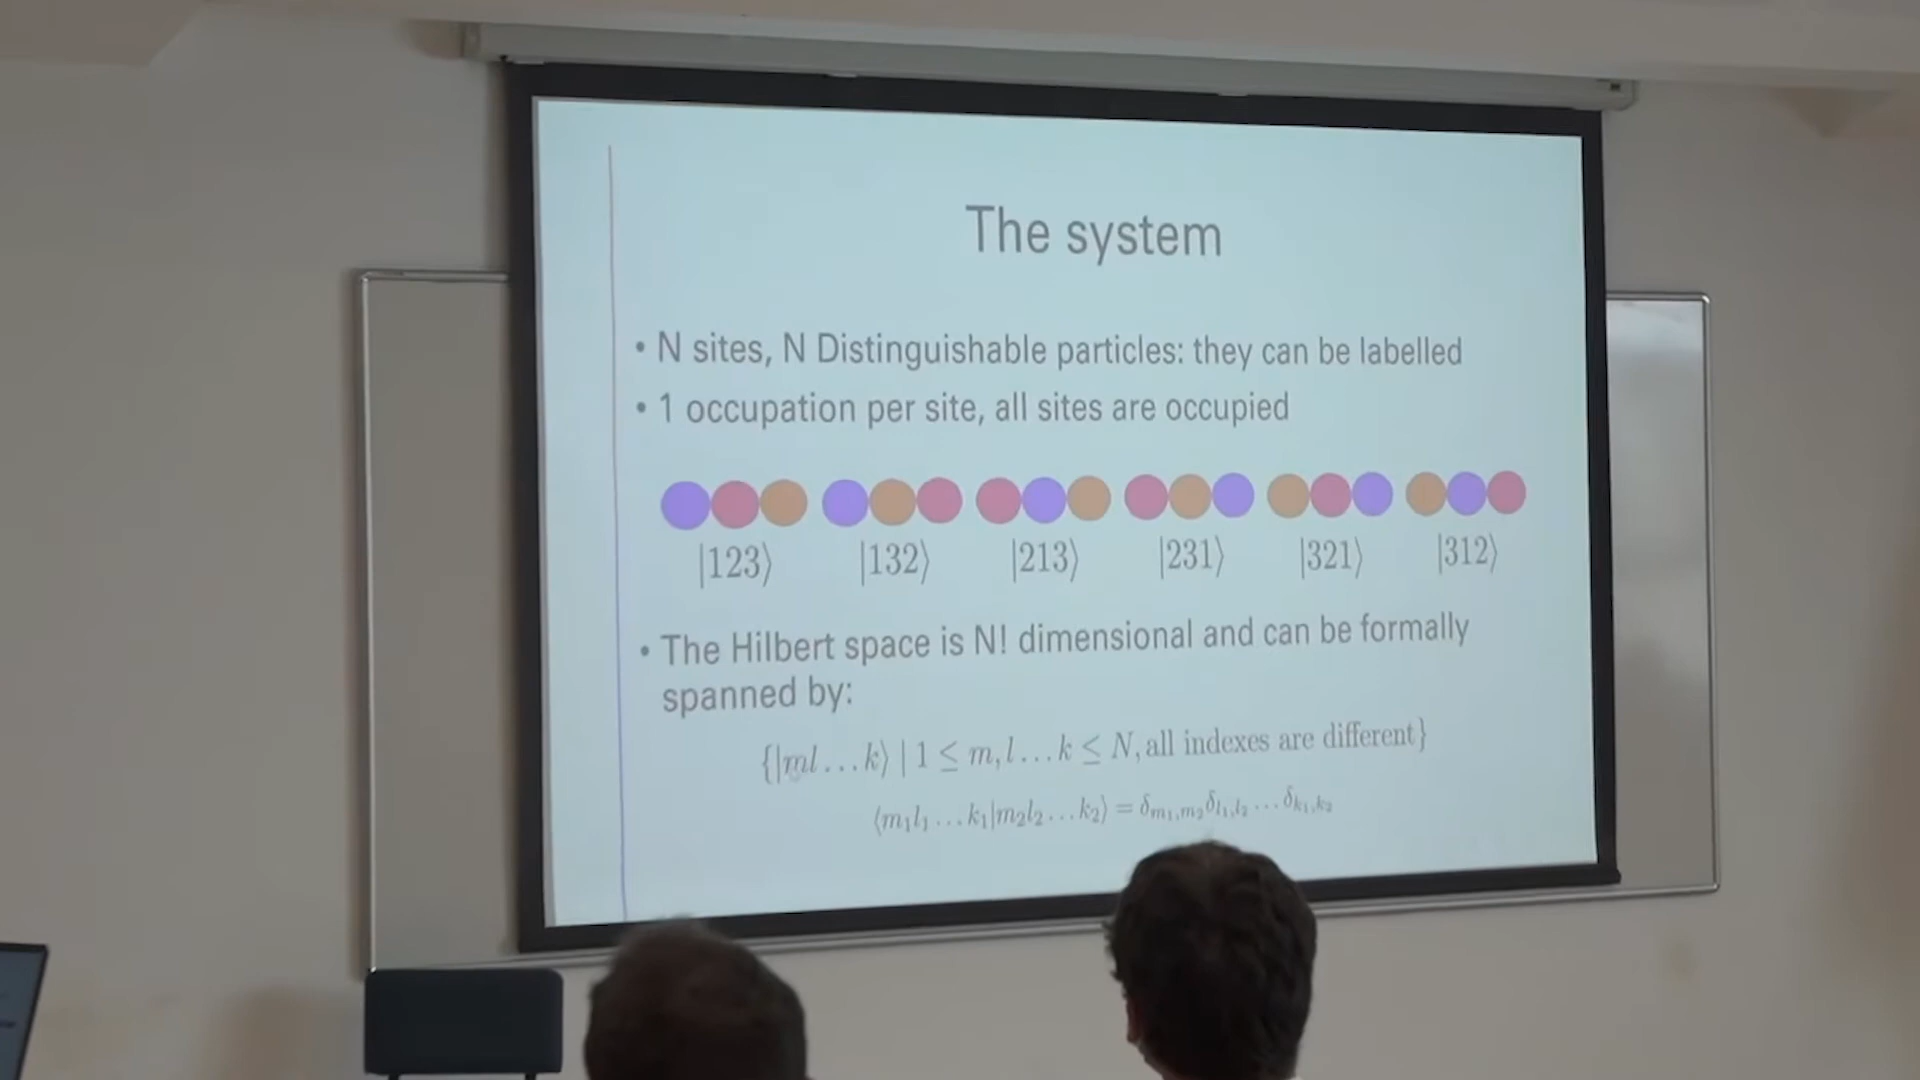 The system
• N sites, N Distinguishable particles: they can be labelled
• 1 occupation per site, all sites are occupied
|123⟩ |132⟩ |213⟩ |231⟩ |321⟩ |312⟩
• The Hilbert space is N! dimensional and can be formally
spanned by:
{|ml…k⟩ | 1 ≤ m, l…k ≤ N, all indexes are different}
⟨m₁l₁…k₁|m₂l₂…k₂⟩ = δ_{m₁,m₂}δ_{l₁,l₂}…δ_{k₁,k₂}